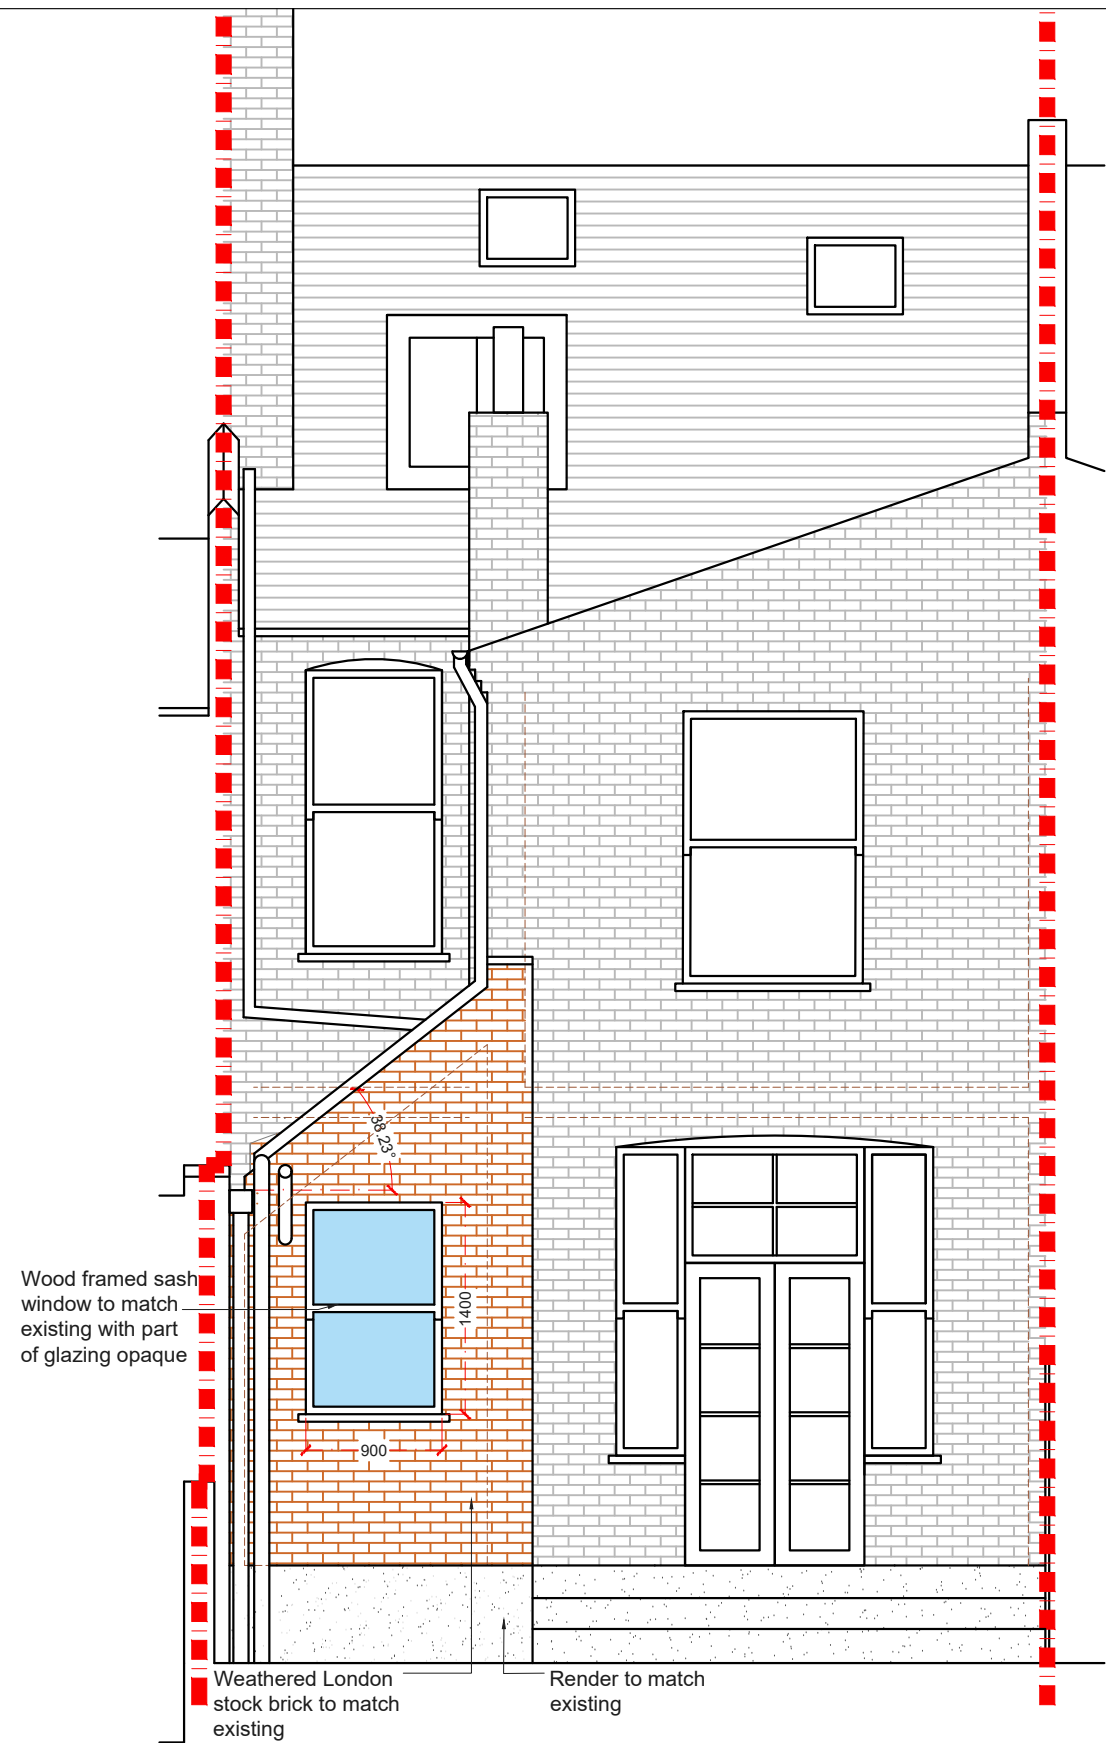 38.23°
Wood framed sash
window to match
existing with part
of glazing opaque
1400
900
Weathered London
stock brick to match
existing
Render to match
existing